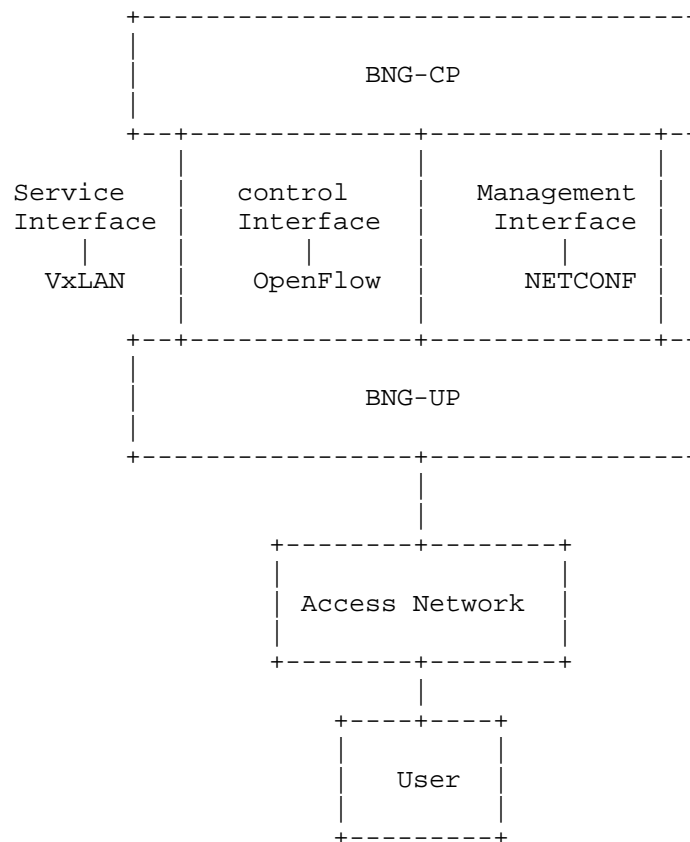 BNG-CP
Service control Management
Interface Interface Interface
VxLAN OpenFlow NETCONF
BNG-UP
Access Network
User